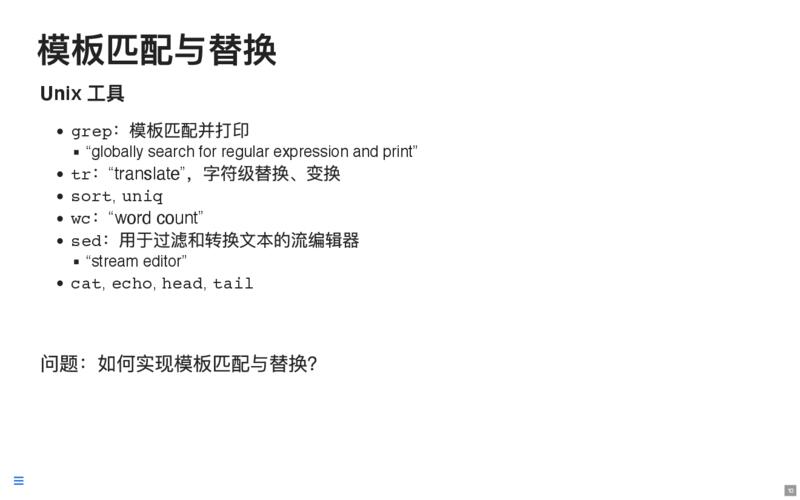 模板匹配与替换
Unix 工具
• grep：模板匹配并打印
▪ “globally search for regular expression and print”
• tr：“translate”，字符级替换、变换
• sort, uniq
• wc：“word count”
• sed：用于过滤和转换文本的流编辑器
▪ “stream editor”
• cat, echo, head, tail
问题：如何实现模板匹配与替换？
10